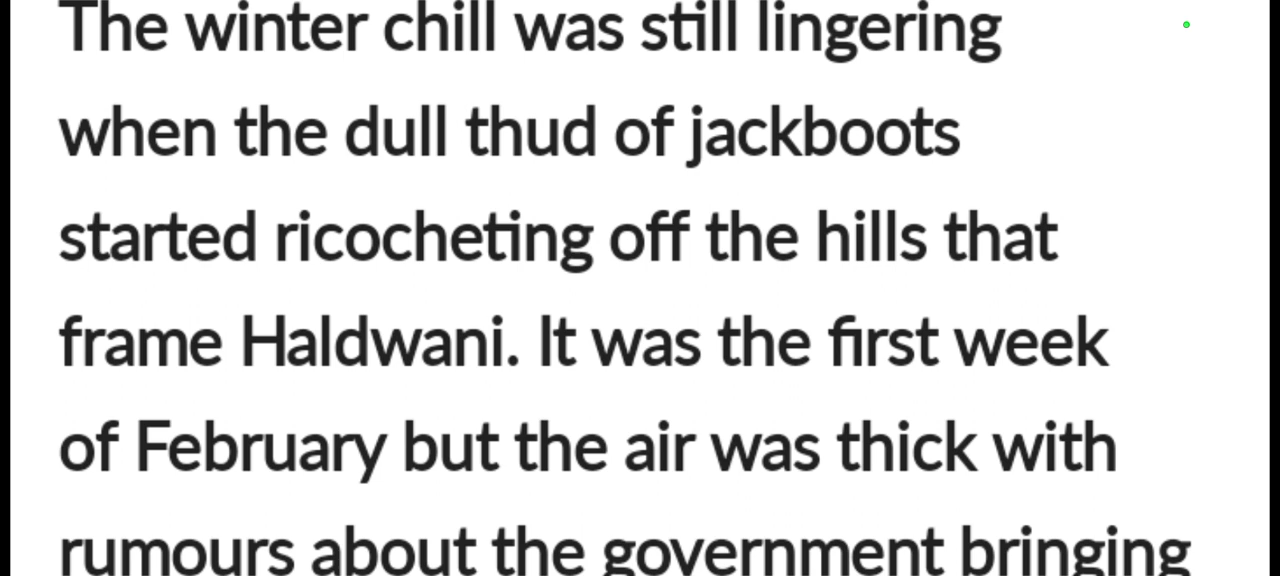 The winter chill was still lingering
when the dull thud of jackboots
started ricocheting off the hills that
frame Haldwani. It was the first week
of February but the air was thick with
rumours about the government bringing